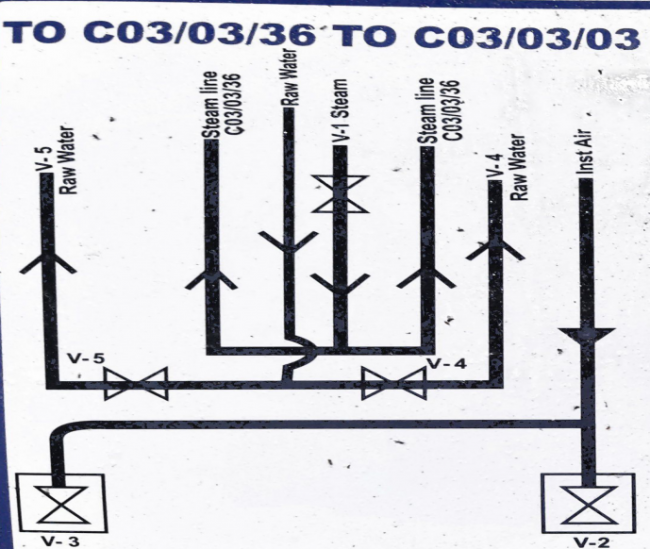 TO C03/03/36 TO C03/03/03
V-5
Raw Water
Steam line
C03/03/36
Raw Water
V-1 Steam
Steam line
C03/03/36
V-4
Raw Water
Inst Air
V-5
V-4
V-3
V-2